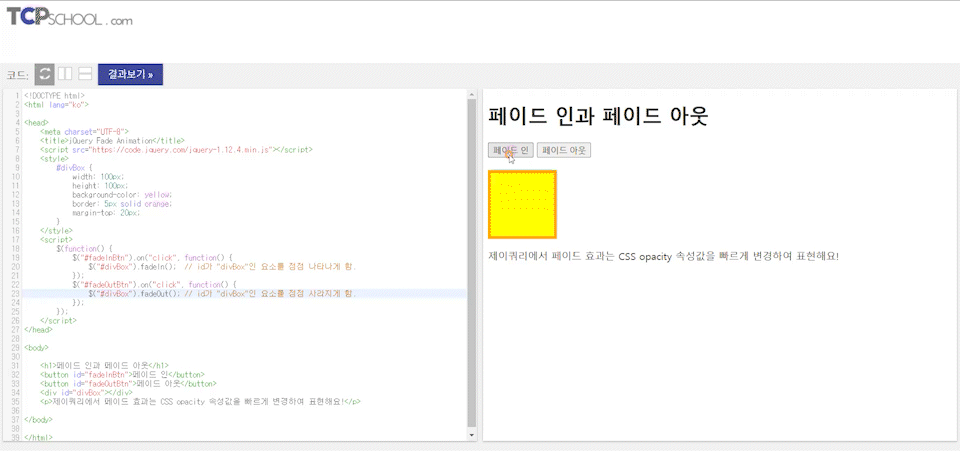 TCPSCHOOL.com
코드:
결과보기 »
1 <!DOCTYPE html>
2 <html lang="ko">
3
4 <head>
5 <meta charset="UTF-8">
6 <title>jQuery Fade Animation</title>
7 <script src="https://code.jquery.com/jquery-1.12.4.min.js"></script>
8 <style>
9 #divBox {
10 width: 100px;
11 height: 100px;
12 background-color: yellow;
13 border: 5px solid orange;
14 margin-top: 20px;
15 }
16 </style>
17 <script>
18 $(function() {
19 $("#fadeInBtn").on("click", function() {
20 $("#divBox").fadeIn(); // id가 "divBox"인 요소를 점점 나타나게 함.
21 });
22 $("#fadeOutBtn").on("click", function() {
23 $("#divBox").fadeOut(); // id가 "divBox"인 요소를 점점 사라지게 함.
24 });
25 });
26 </script>
27 </head>
28
29 <body>
30
31 <h1>페이드 인과 페이드 아웃</h1>
32 <button id="fadeInBtn">페이드 인</button>
33 <button id="fadeOutBtn">페이드 아웃</button>
34 <div id="divBox"></div>
35 <p>제이쿼리에서 페이드 효과는 CSS opacity 속성값을 빠르게 변경하여 표현해요!</p>
36
37 </body>
38
39 </html>
페이드 인과 페이드 아웃
페이드 인 페이드 아웃
제이쿼리에서 페이드 효과는 CSS opacity 속성값을 빠르게 변경하여 표현해요!